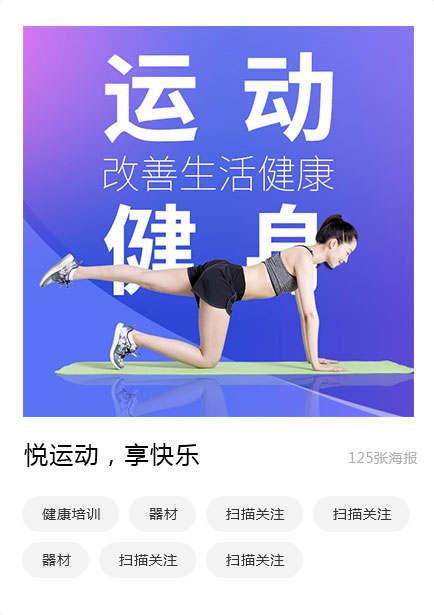 运动
改善生活健康
健身
悦运动，享快乐
125张海报
健康培训 器材 扫描关注 扫描关注
器材 扫描关注 扫描关注